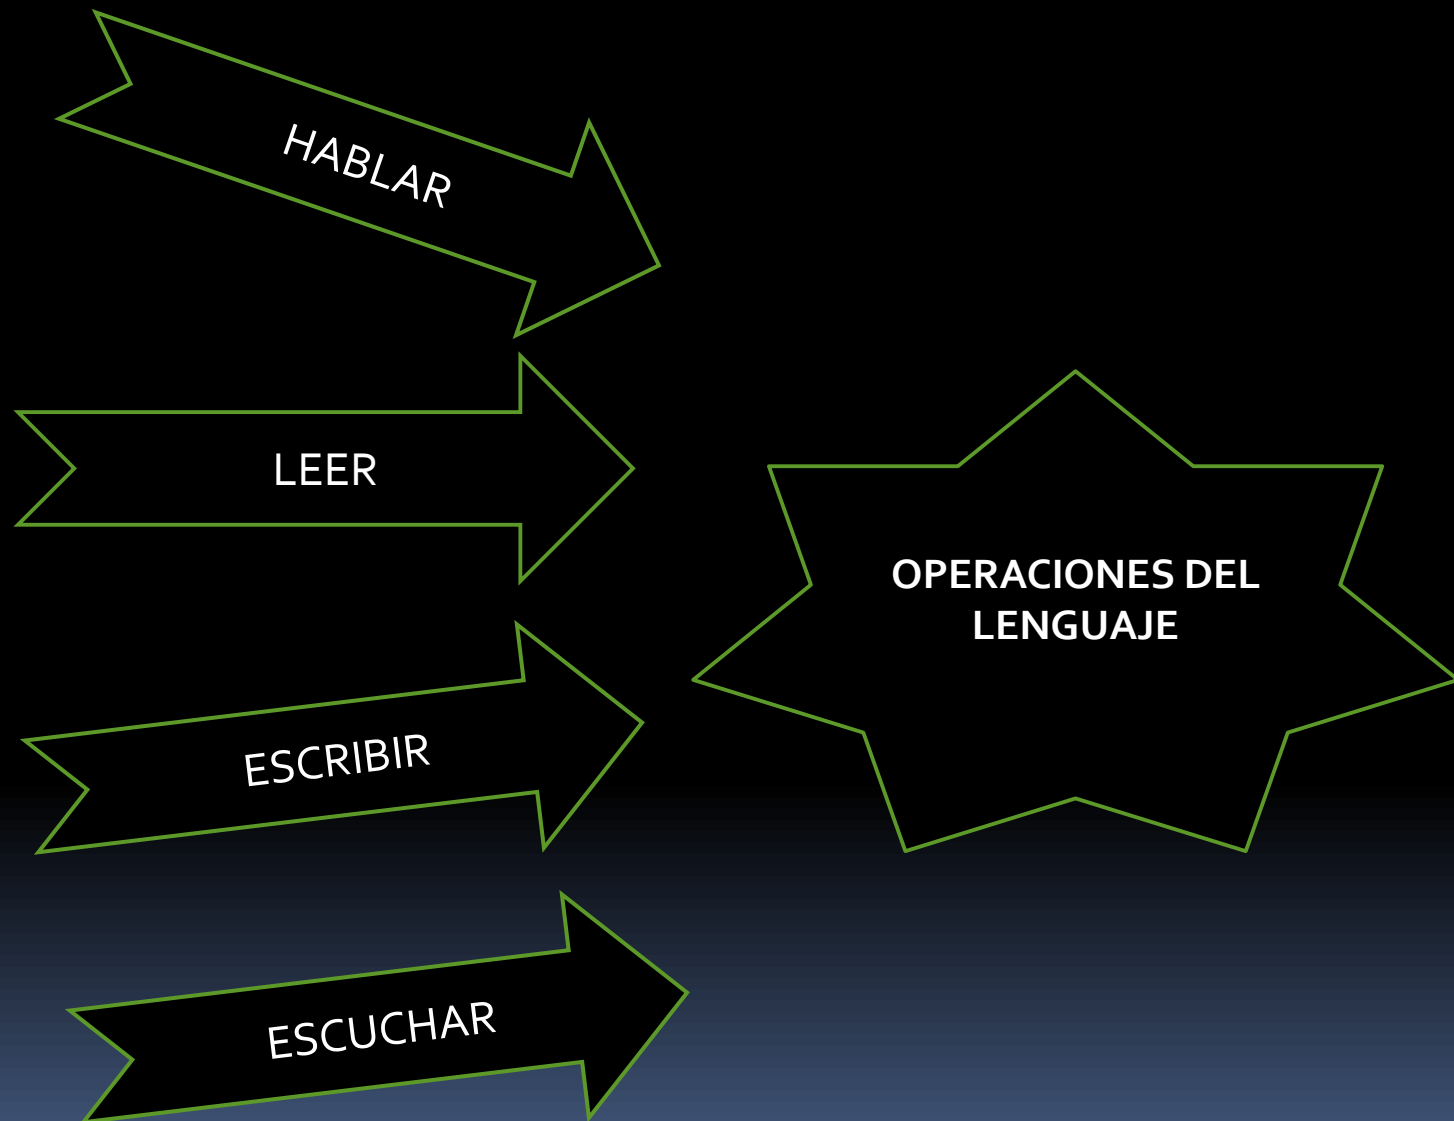 HABLAR
LEER
ESCRIBIR
ESCUCHAR
OPERACIONES DEL
LENGUAJE